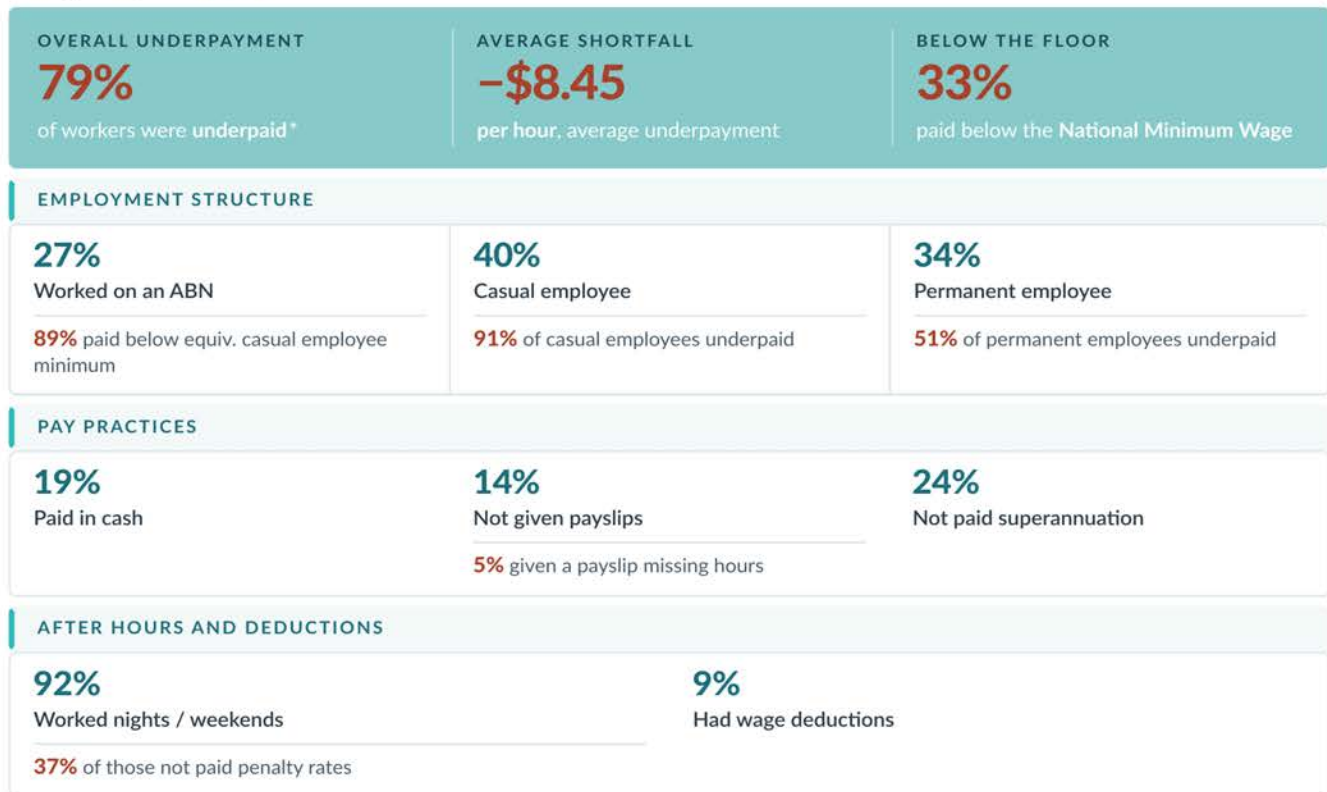 OVERALL UNDERPAYMENT
79%
of workers were underpaid*
AVERAGE SHORTFALL
–$8.45
per hour, average underpayment
BELOW THE FLOOR
33%
paid below the National Minimum Wage
EMPLOYMENT STRUCTURE
27%
Worked on an ABN
89% paid below equiv. casual employee
minimum
40%
Casual employee
91% of casual employees underpaid
34%
Permanent employee
51% of permanent employees underpaid
PAY PRACTICES
19%
Paid in cash
14%
Not given payslips
5% given a payslip missing hours
24%
Not paid superannuation
AFTER HOURS AND DEDUCTIONS
92%
Worked nights / weekends
37% of those not paid penalty rates
9%
Had wage deductions